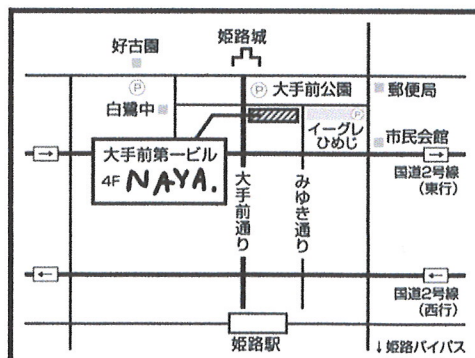 姫路城
好古園
Ⓟ
Ⓟ 大手前公園
郵便局
白鷺中
Ⓟ
イーグレ
ひめじ
市民会館
大手前第一ビル
4F NAYA.
→
→
国道2号線
(東行)
大手前通り
みゆき通り
←
←
国道2号線
(西行)
姫路駅
↓姫路バイパス